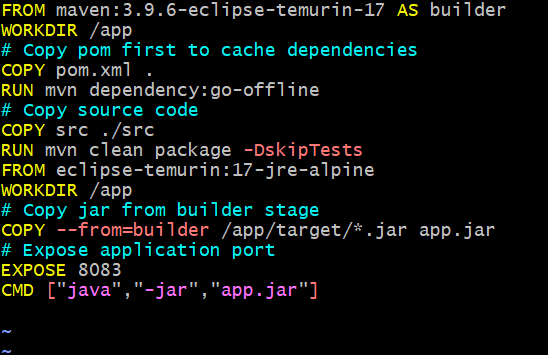 FROM maven:3.9.6-eclipse-temurin-17 AS builder
WORKDIR /app
# Copy pom first to cache dependencies
COPY pom.xml .
RUN mvn dependency:go-offline
# Copy source code
COPY src ./src
RUN mvn clean package -DskipTests
FROM eclipse-temurin:17-jre-alpine
WORKDIR /app
# Copy jar from builder stage
COPY --from=builder /app/target/*.jar app.jar
# Expose application port
EXPOSE 8083
CMD ["java","-jar","app.jar"]
~
~